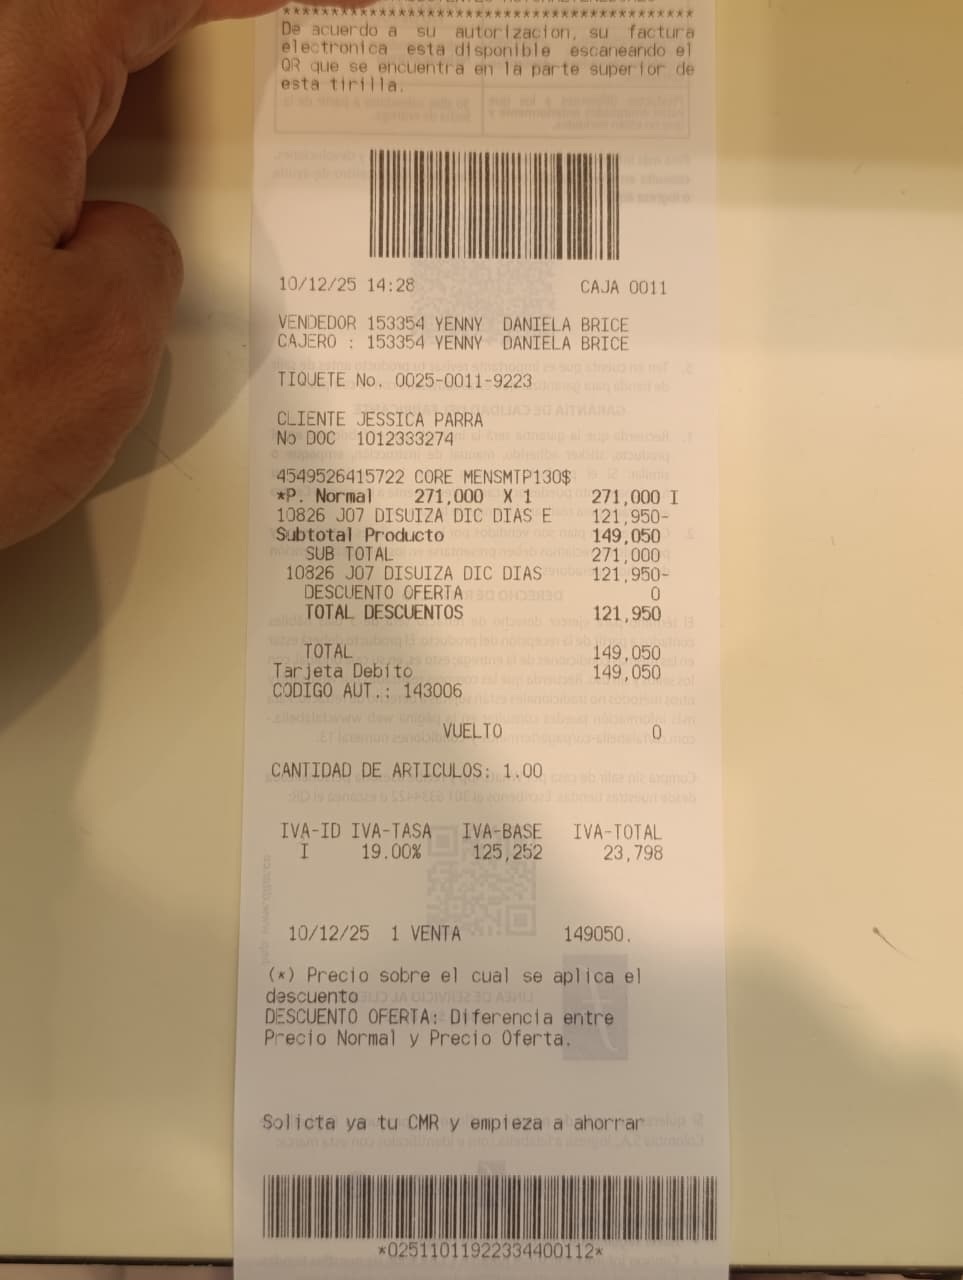 ****************************************
De acuerdo a su autorizacion, su factura
electronica esta disponible escaneando el
QR que se encuentra en la parte superior de
esta tirilla.
10/12/25 14:28 CAJA 0011
VENDEDOR 153354 YENNY DANIELA BRICE
CAJERO : 153354 YENNY DANIELA BRICE
TIQUETE No. 0025-0011-9223
CLIENTE JESSICA PARRA
No DOC 1012333274
4549526415722 CORE MENSMTP130$
*P. Normal 271,000 X 1 271,000 I
10826 J07 DISUIZA DIC DIAS E 121,950-
Subtotal Producto 149,050
SUB TOTAL 271,000
10826 J07 DISUIZA DIC DIAS 121,950-
DESCUENTO OFERTA 0
TOTAL DESCUENTOS 121,950
TOTAL 149,050
Tarjeta Debito 149,050
CODIGO AUT.: 143006
VUELTO 0
CANTIDAD DE ARTICULOS: 1.00
IVA-ID IVA-TASA IVA-BASE IVA-TOTAL
I 19.00% 125,252 23,798
10/12/25 1 VENTA 149050.
(*) Precio sobre el cual se aplica el
descuento
DESCUENTO OFERTA: Diferencia entre
Precio Normal y Precio Oferta.
Solicta ya tu CMR y empieza a ahorrar
*02511011922334400112*